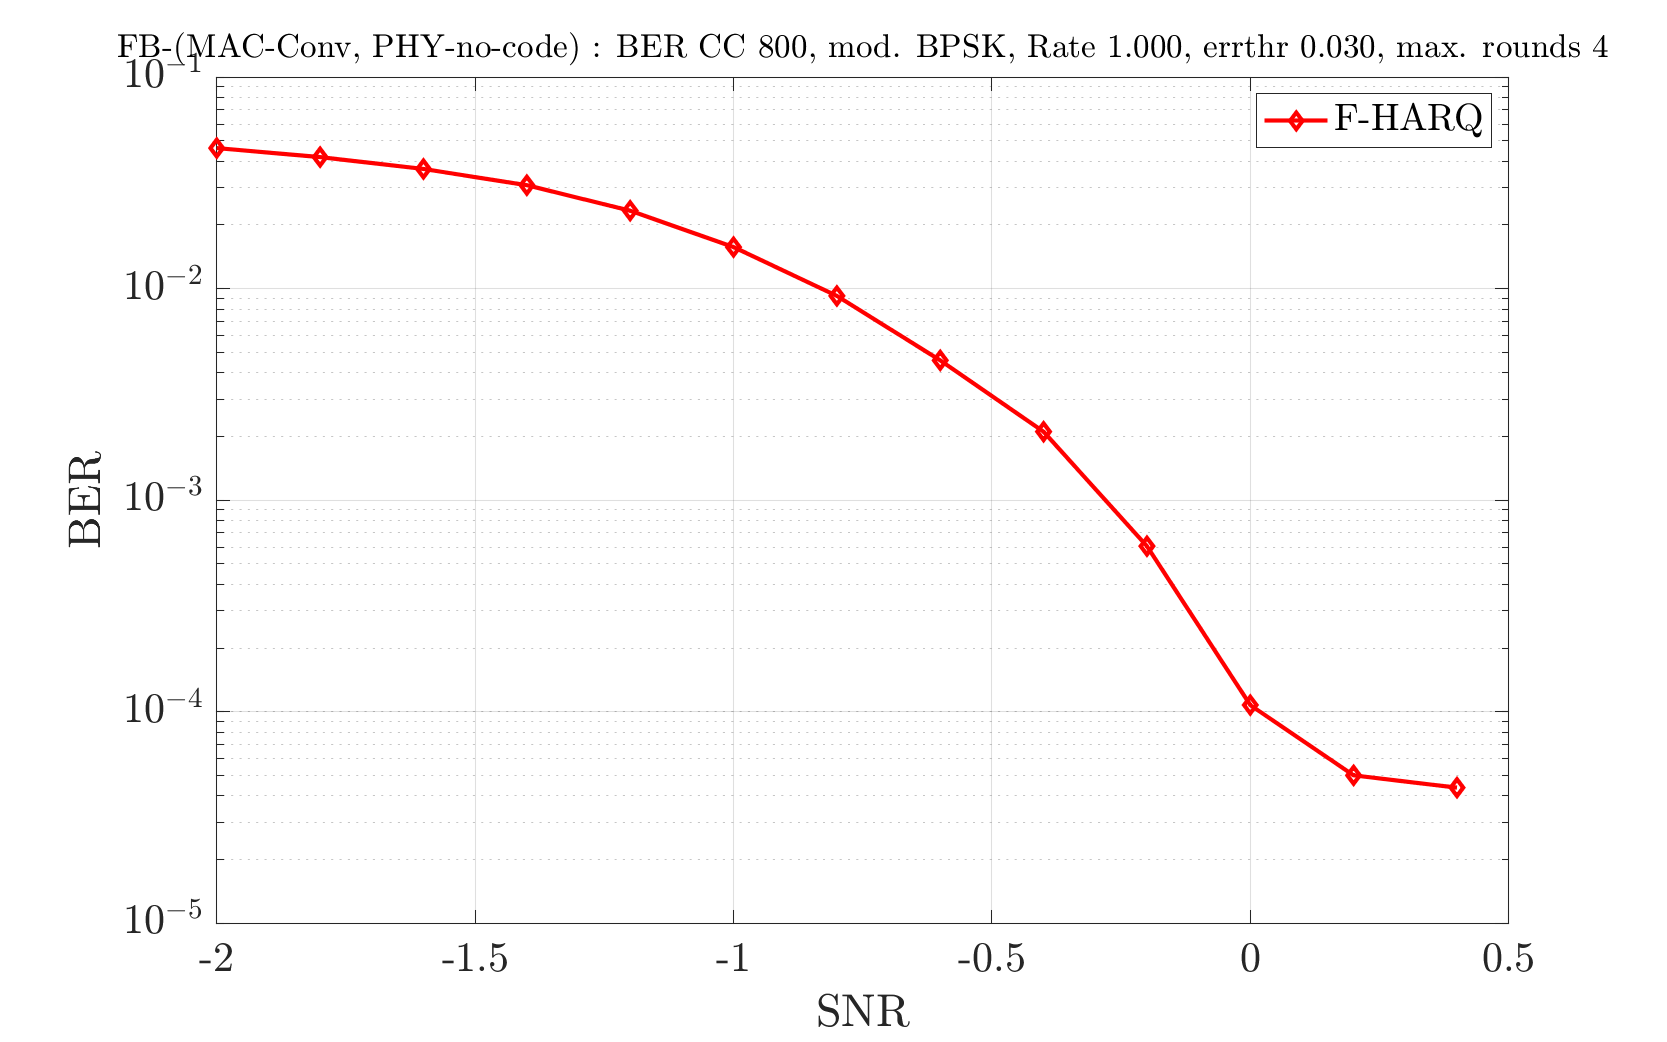 FB-(MAC-Conv, PHY-no-code) : BER CC 800, mod. BPSK, Rate 1.000, errthr 0.030, max. rounds 4
F-HARQ
10⁻¹
10⁻²
10⁻³
10⁻⁴
10⁻⁵
BER
-2 -1.5 -1 -0.5 0 0.5
SNR